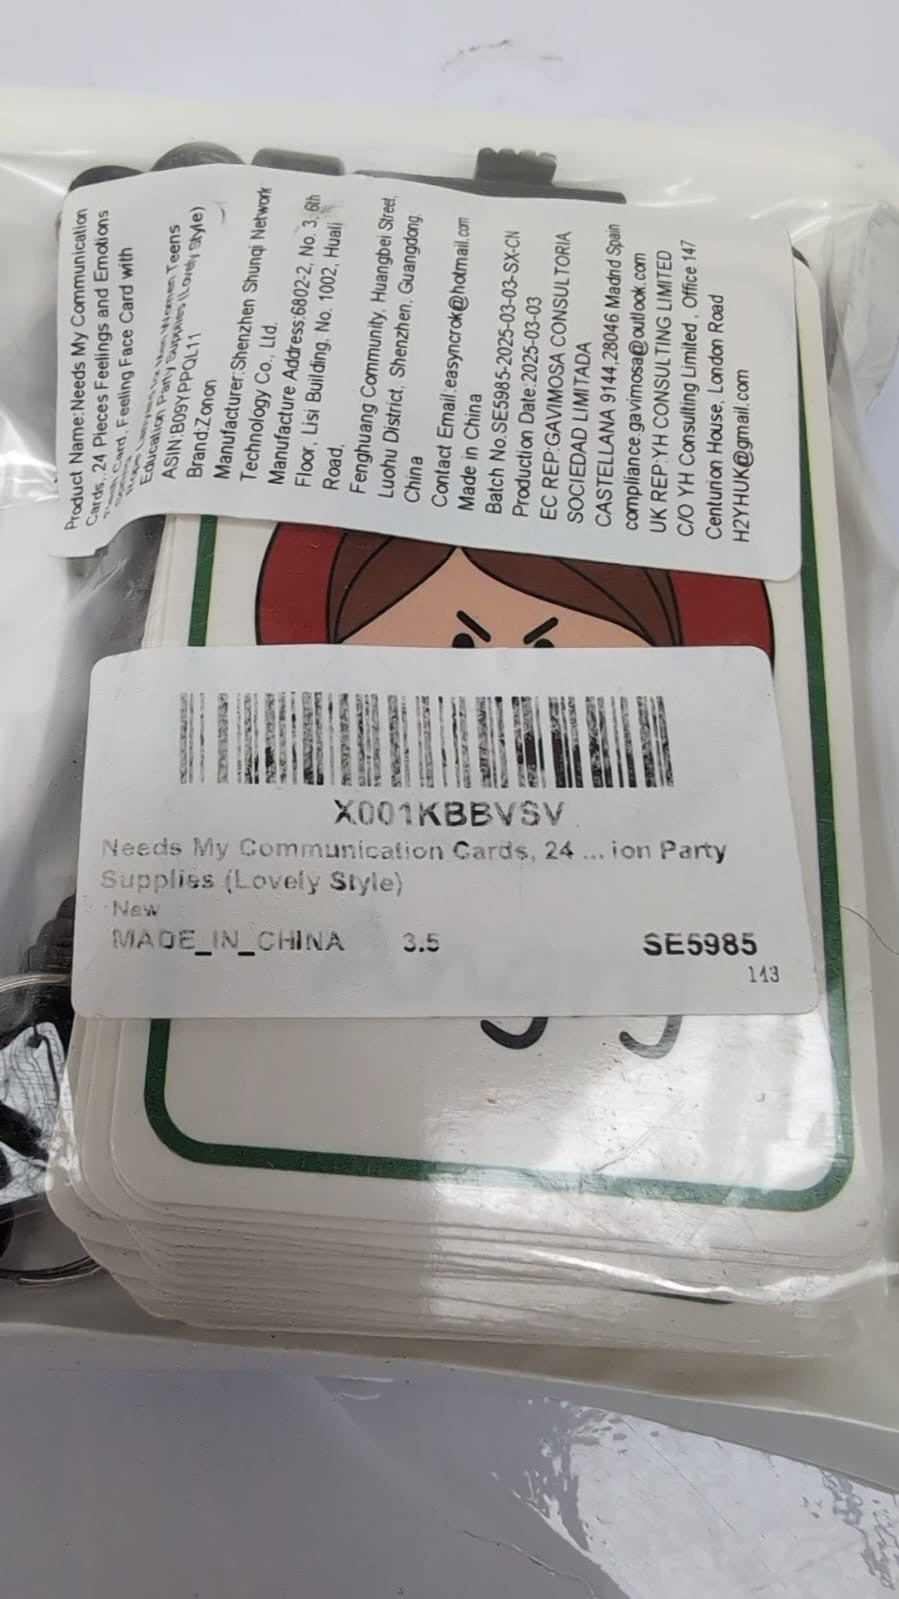 Product Name:Needs My Communication
Cards, 24 Pieces Feelings and Emotions
Card, Feeling Face Card with
Women Teens
Education Party Supplies (Lovely Style)
ASIN:B09YPPQL11
Brand:Zonon
Manufacturer:Shenzhen Shunqi Network
Technology Co., Ltd.
Manufacture Address:6802-2, No. 3, 6th
Floor, Lisi Building, No. 1002, Huali
Road,
Fenghuang Community, Huangbei Street,
Luohu District, Shenzhen, Guangdong,
China
Contact Email:easyncrok@hotmail.com
Made in China
Batch No.SE5985-2025-03-03-SX-CN
Production Date:2025-03-03
EC REP:GAVIMOSA CONSULTORIA
SOCIEDAD LIMITADA
CASTELLANA 9144,28046 Madrid Spain
compliance.gavimosa@outlook.com
UK REP:YH CONSULTING LIMITED
C/O YH Consulting Limited , Office 147
Centurion House, London Road
H2YHUK@gmail.com
X001KBBVSV
Needs My Communication Cards, 24 ... ion Party
Supplies (Lovely Style)
New
MADE_IN_CHINA 3.5 SE5985
143